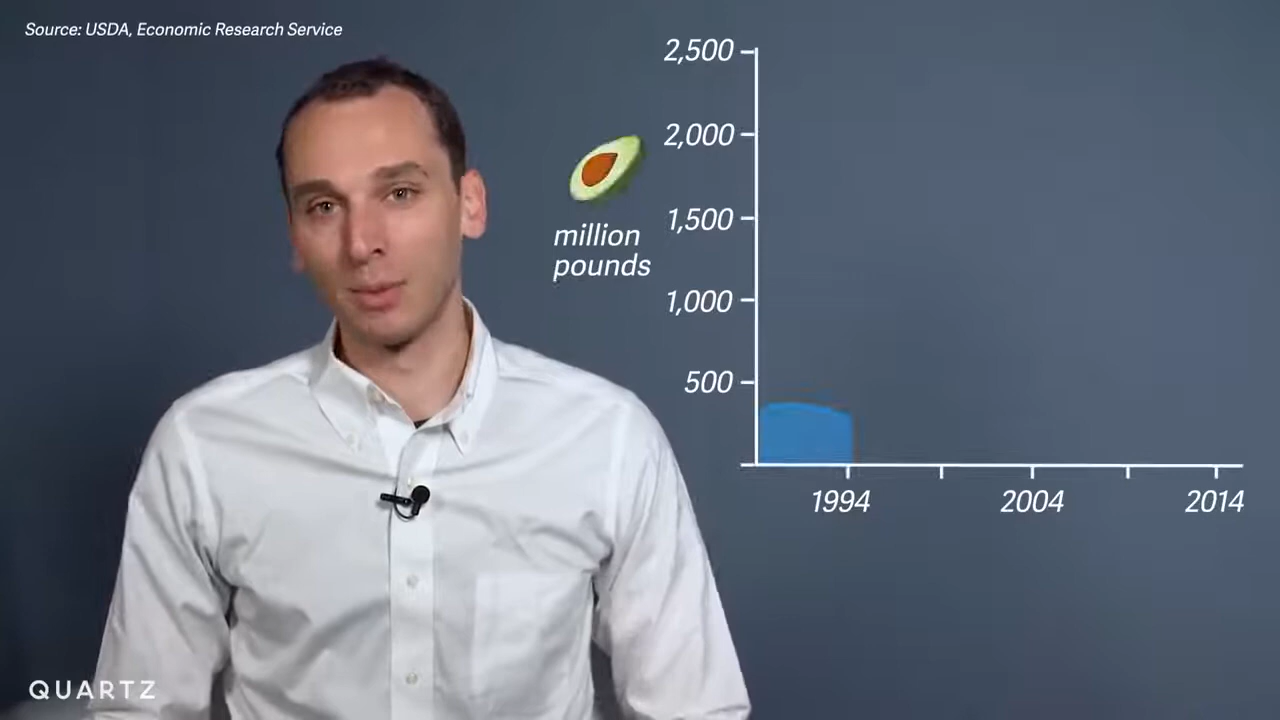 Source: USDA, Economic Research Service
2,500
2,000
million
pounds
1,500
1,000
500
1994
2004
2014
QUARTZ